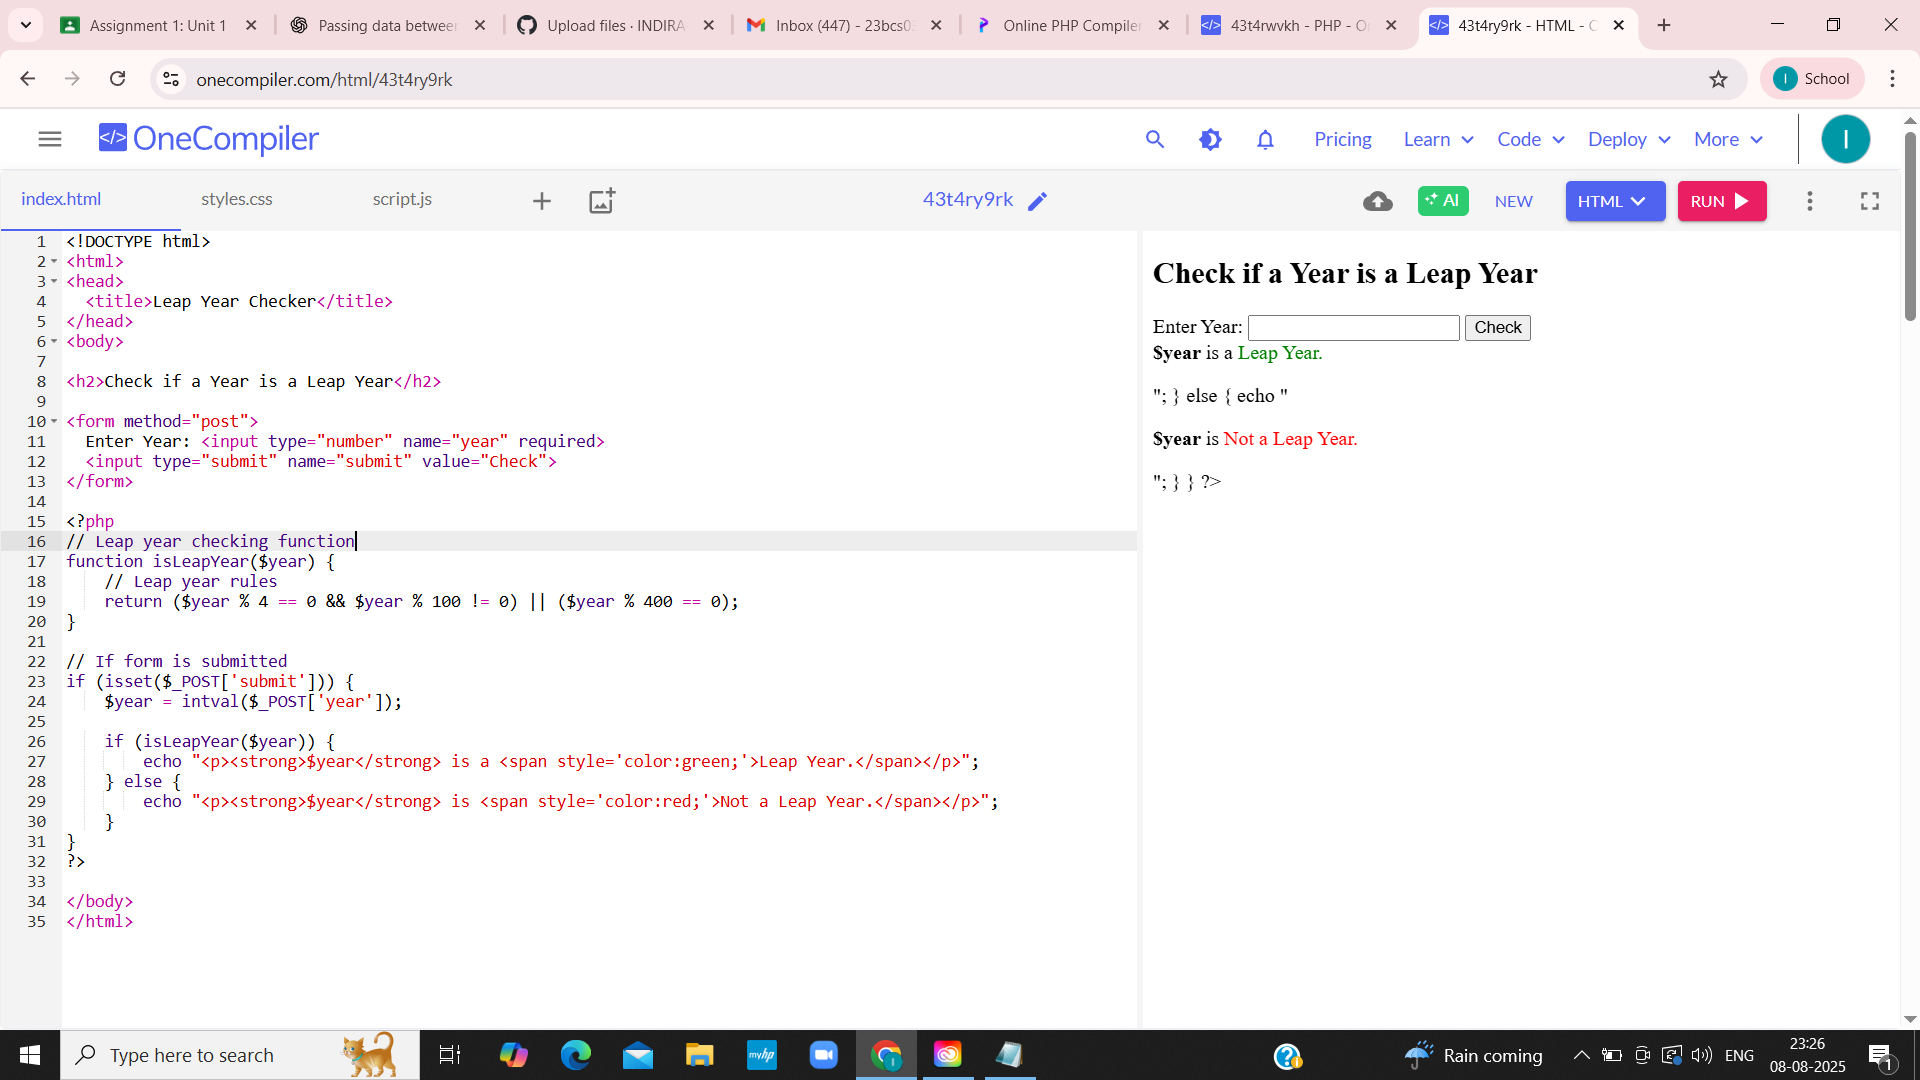 Assignment 1: Unit 1
Passing data between
Upload files · INDIRA
Inbox (447) - 23bcs0
Online PHP Compiler
43t4rwvkh - PHP - O
43t4ry9rk - HTML - O
onecompiler.com/html/43t4ry9rk
I School
</> OneCompiler
Pricing Learn Code Deploy More I
index.html styles.css script.js 43t4ry9rk AI NEW HTML RUN
1 <!DOCTYPE html>
2 <html>
3 <head>
4 <title>Leap Year Checker</title>
5 </head>
6 <body>
7
8 <h2>Check if a Year is a Leap Year</h2>
9
10 <form method="post">
11 Enter Year: <input type="number" name="year" required>
12 <input type="submit" name="submit" value="Check">
13 </form>
14
15 <?php
16 // Leap year checking function
17 function isLeapYear($year) {
18 // Leap year rules
19 return ($year % 4 == 0 && $year % 100 != 0) || ($year % 400 == 0);
20 }
21
22 // If form is submitted
23 if (isset($_POST['submit'])) {
24 $year = intval($_POST['year']);
25
26 if (isLeapYear($year)) {
27 echo "<p><strong>$year</strong> is a <span style='color:green;'>Leap Year.</span></p>";
28 } else {
29 echo "<p><strong>$year</strong> is <span style='color:red;'>Not a Leap Year.</span></p>";
30 }
31 }
32 ?>
33
34 </body>
35 </html>
Check if a Year is a Leap Year
Enter Year: Check
$year is a Leap Year.
"; } else { echo "
$year is Not a Leap Year.
"; } } ?>
Type here to search
myhp
Rain coming
ENG
23:26
08-08-2025
1